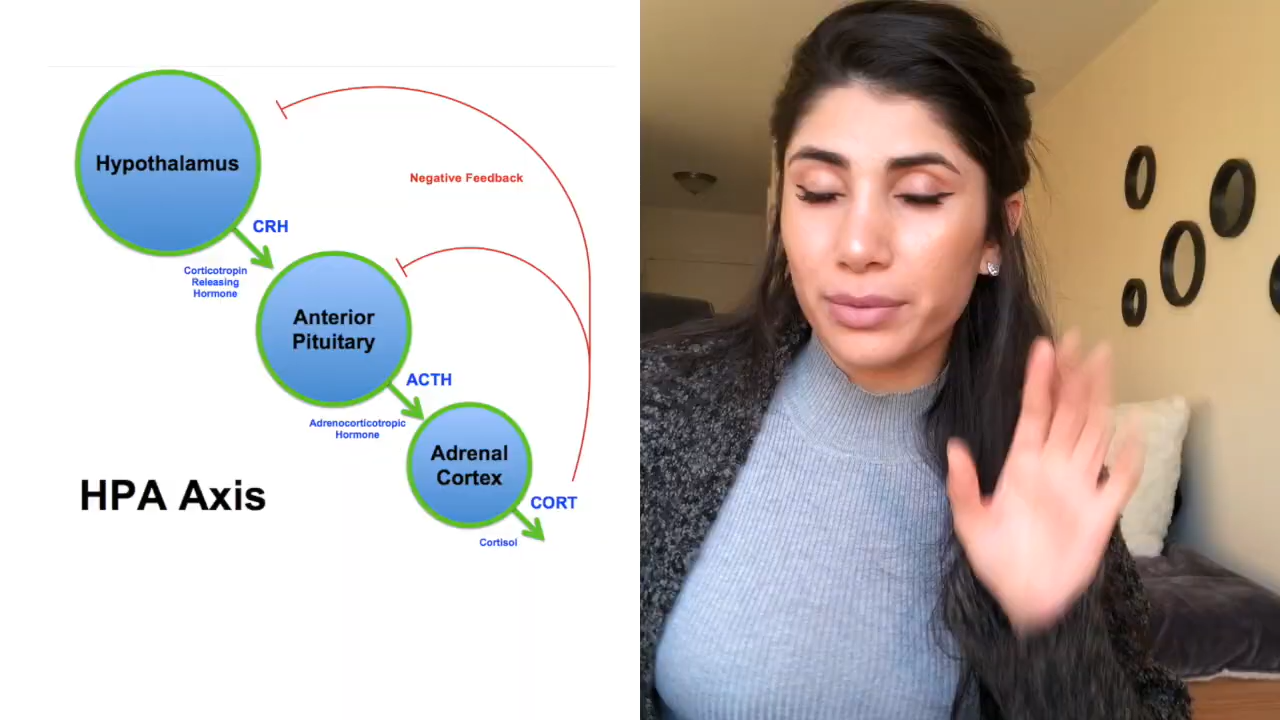 Hypothalamus
Negative Feedback
CRH
Corticotropin
Releasing
Hormone
Anterior
Pituitary
ACTH
Adrenocorticotropic
Hormone
Adrenal
Cortex
HPA Axis
CORT
Cortisol